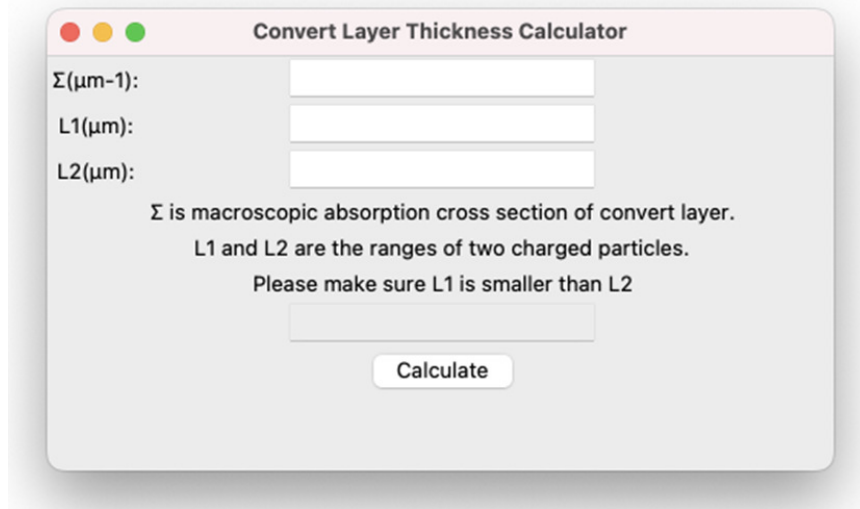 Convert Layer Thickness Calculator
Σ(μm-1):
L1(μm):
L2(μm):
Σ is macroscopic absorption cross section of convert layer.
L1 and L2 are the ranges of two charged particles.
Please make sure L1 is smaller than L2
Calculate